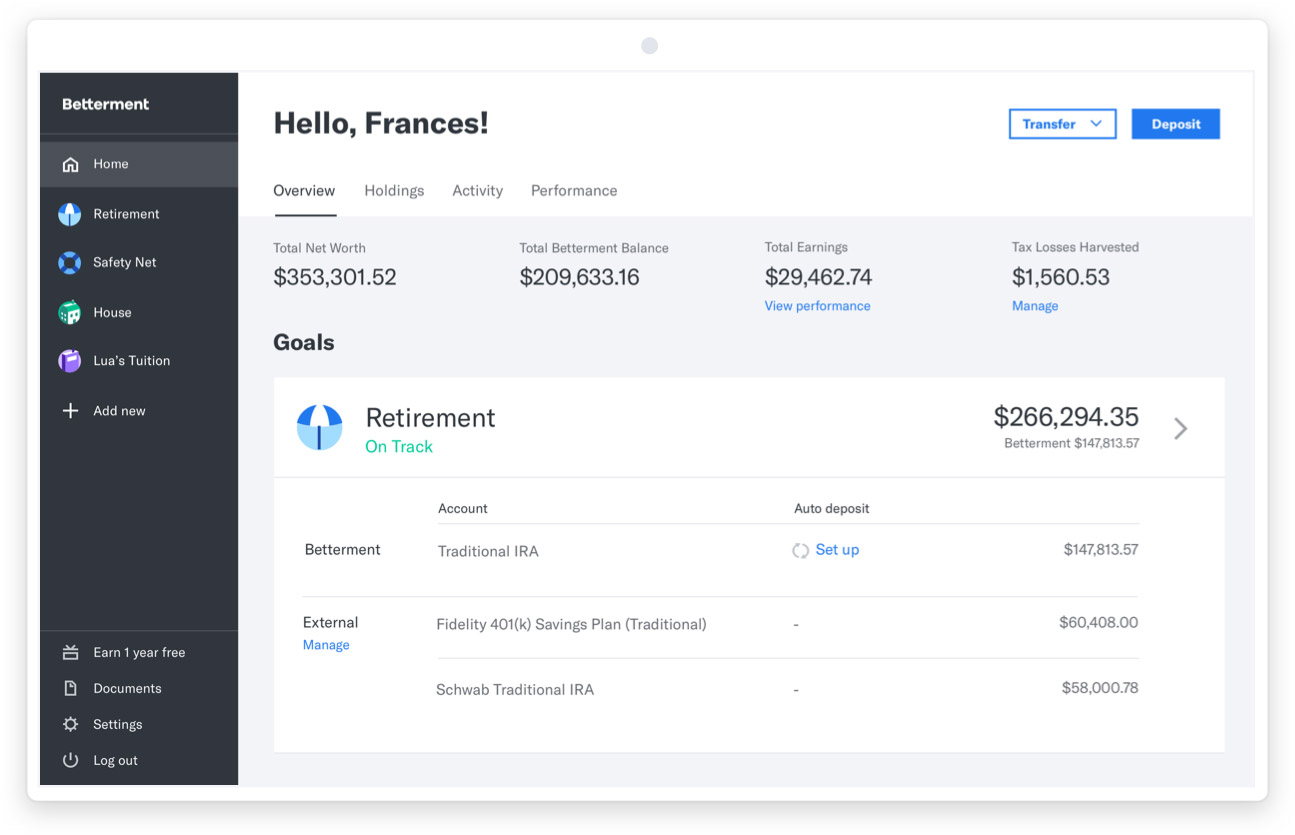 Betterment
Home
Retirement
Safety Net
House
Lua's Tuition
Add new
Earn 1 year free
Documents
Settings
Log out
Hello, Frances!
Transfer
Deposit
Overview Holdings Activity Performance
Total Net Worth Total Betterment Balance Total Earnings Tax Losses Harvested
$353,301.52 $209,633.16 $29,462.74 $1,560.53
View performance Manage
Goals
Retirement $266,294.35
On Track Betterment $147,813.57
Account Auto deposit
Betterment Traditional IRA Set up $147,813.57
External Fidelity 401(k) Savings Plan (Traditional) - $60,408.00
Manage
Schwab Traditional IRA - $58,000.78